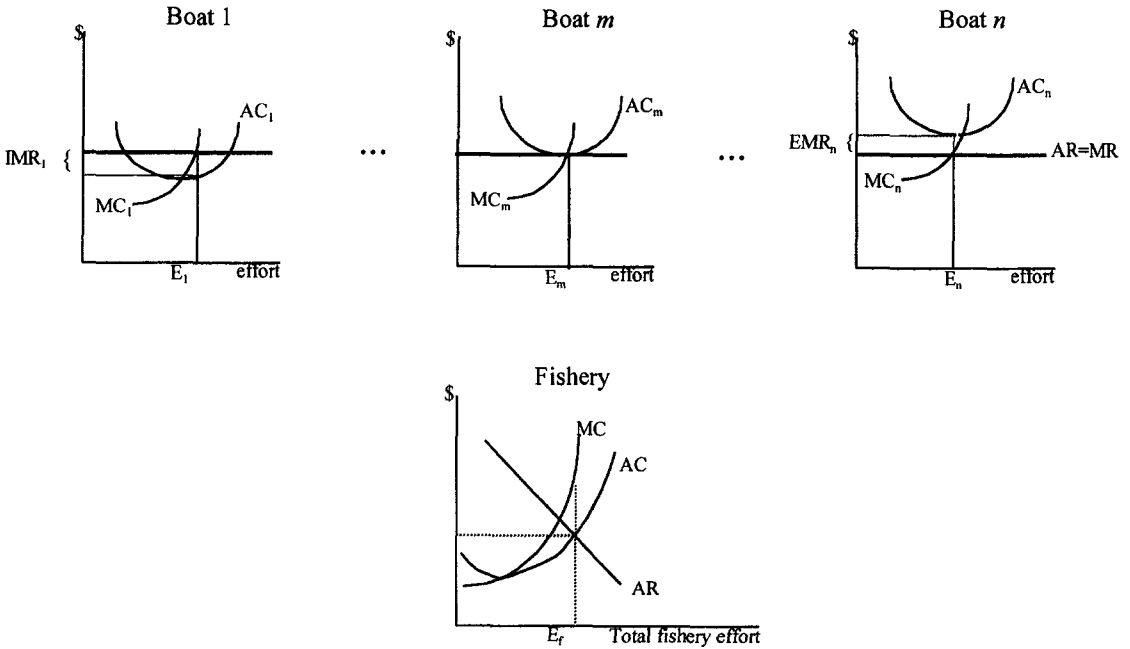 Boat 1
$
AC₁
IMR₁ {
MC₁
E₁
effort
...
Boat m
$
ACₘ
MCₘ
Eₘ
effort
...
Boat n
$
ACₙ
EMRₙ {
AR=MR
MCₙ
Eₙ
effort
Fishery
$
MC
AC
AR
E_f
Total fishery effort